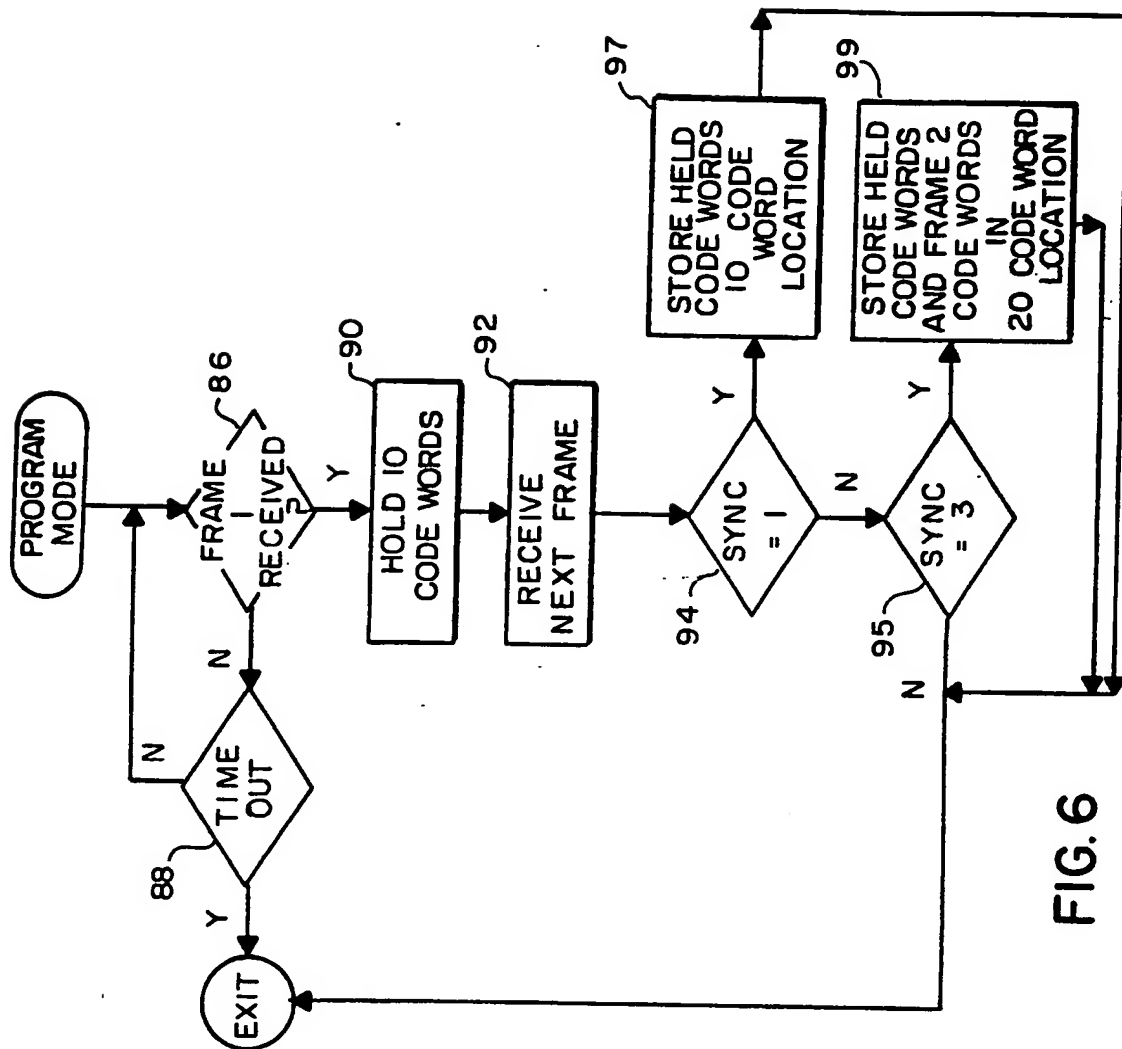 PROGRAM
MODE
FRAME
1
RECEIVED
?
86
N
Y
TIME
OUT
88
N
Y
EXIT
HOLD 10
CODE WORDS
90
RECEIVE
NEXT FRAME
92
SYNC
= 1
94
Y
N
STORE HELD
CODE WORDS
10 CODE
WORD
LOCATION
97
SYNC
= 3
95
Y
N
STORE HELD
CODE WORDS
AND FRAME 2
CODE WORDS
IN
20 CODE WORD
LOCATION
99
FIG. 6